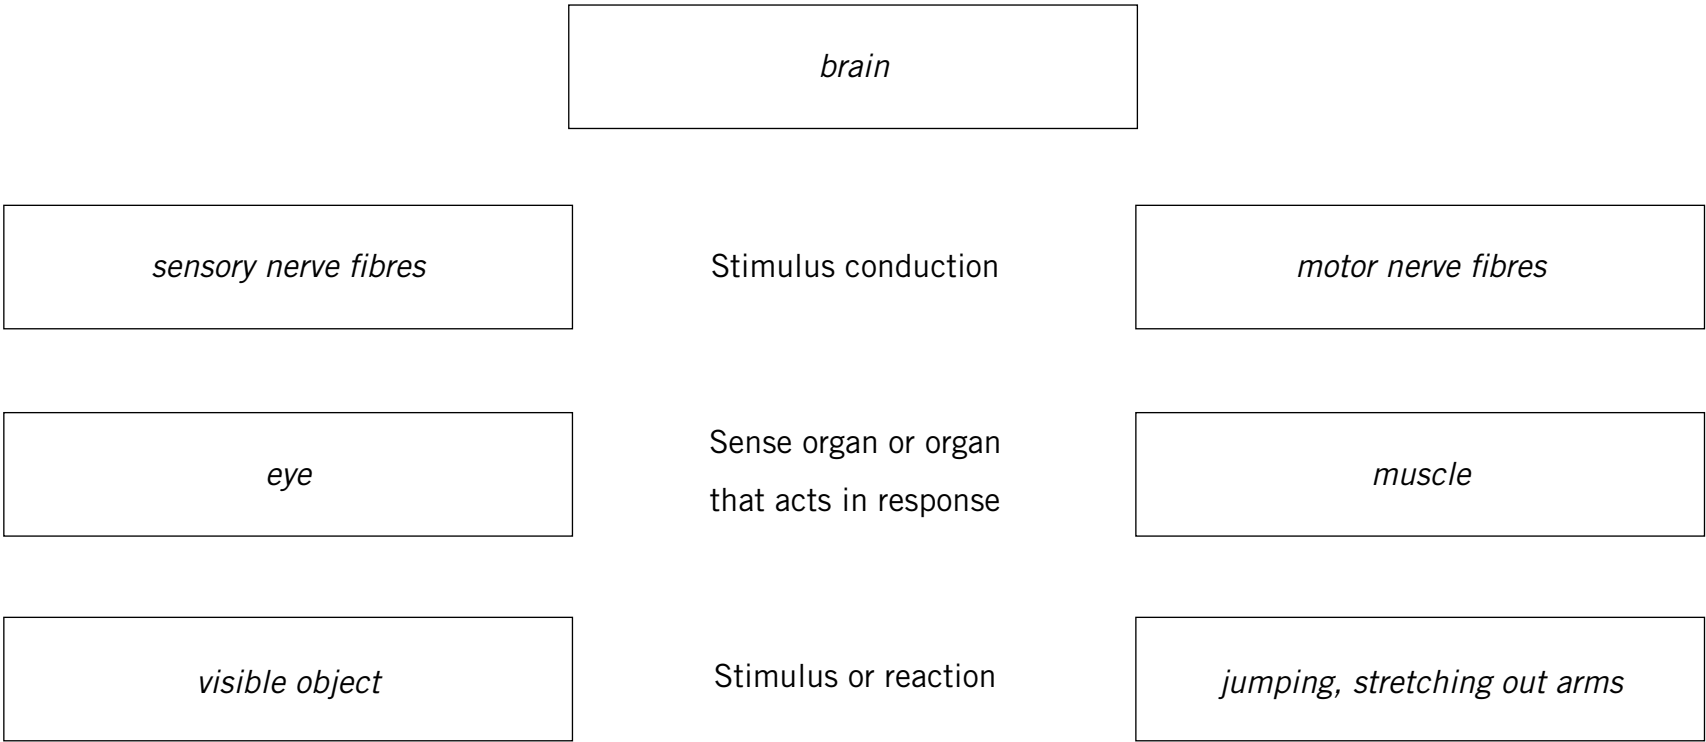 brain
sensory nerve fibres
Stimulus conduction
motor nerve fibres
eye
Sense organ or organ
that acts in response
muscle
visible object
Stimulus or reaction
jumping, stretching out arms